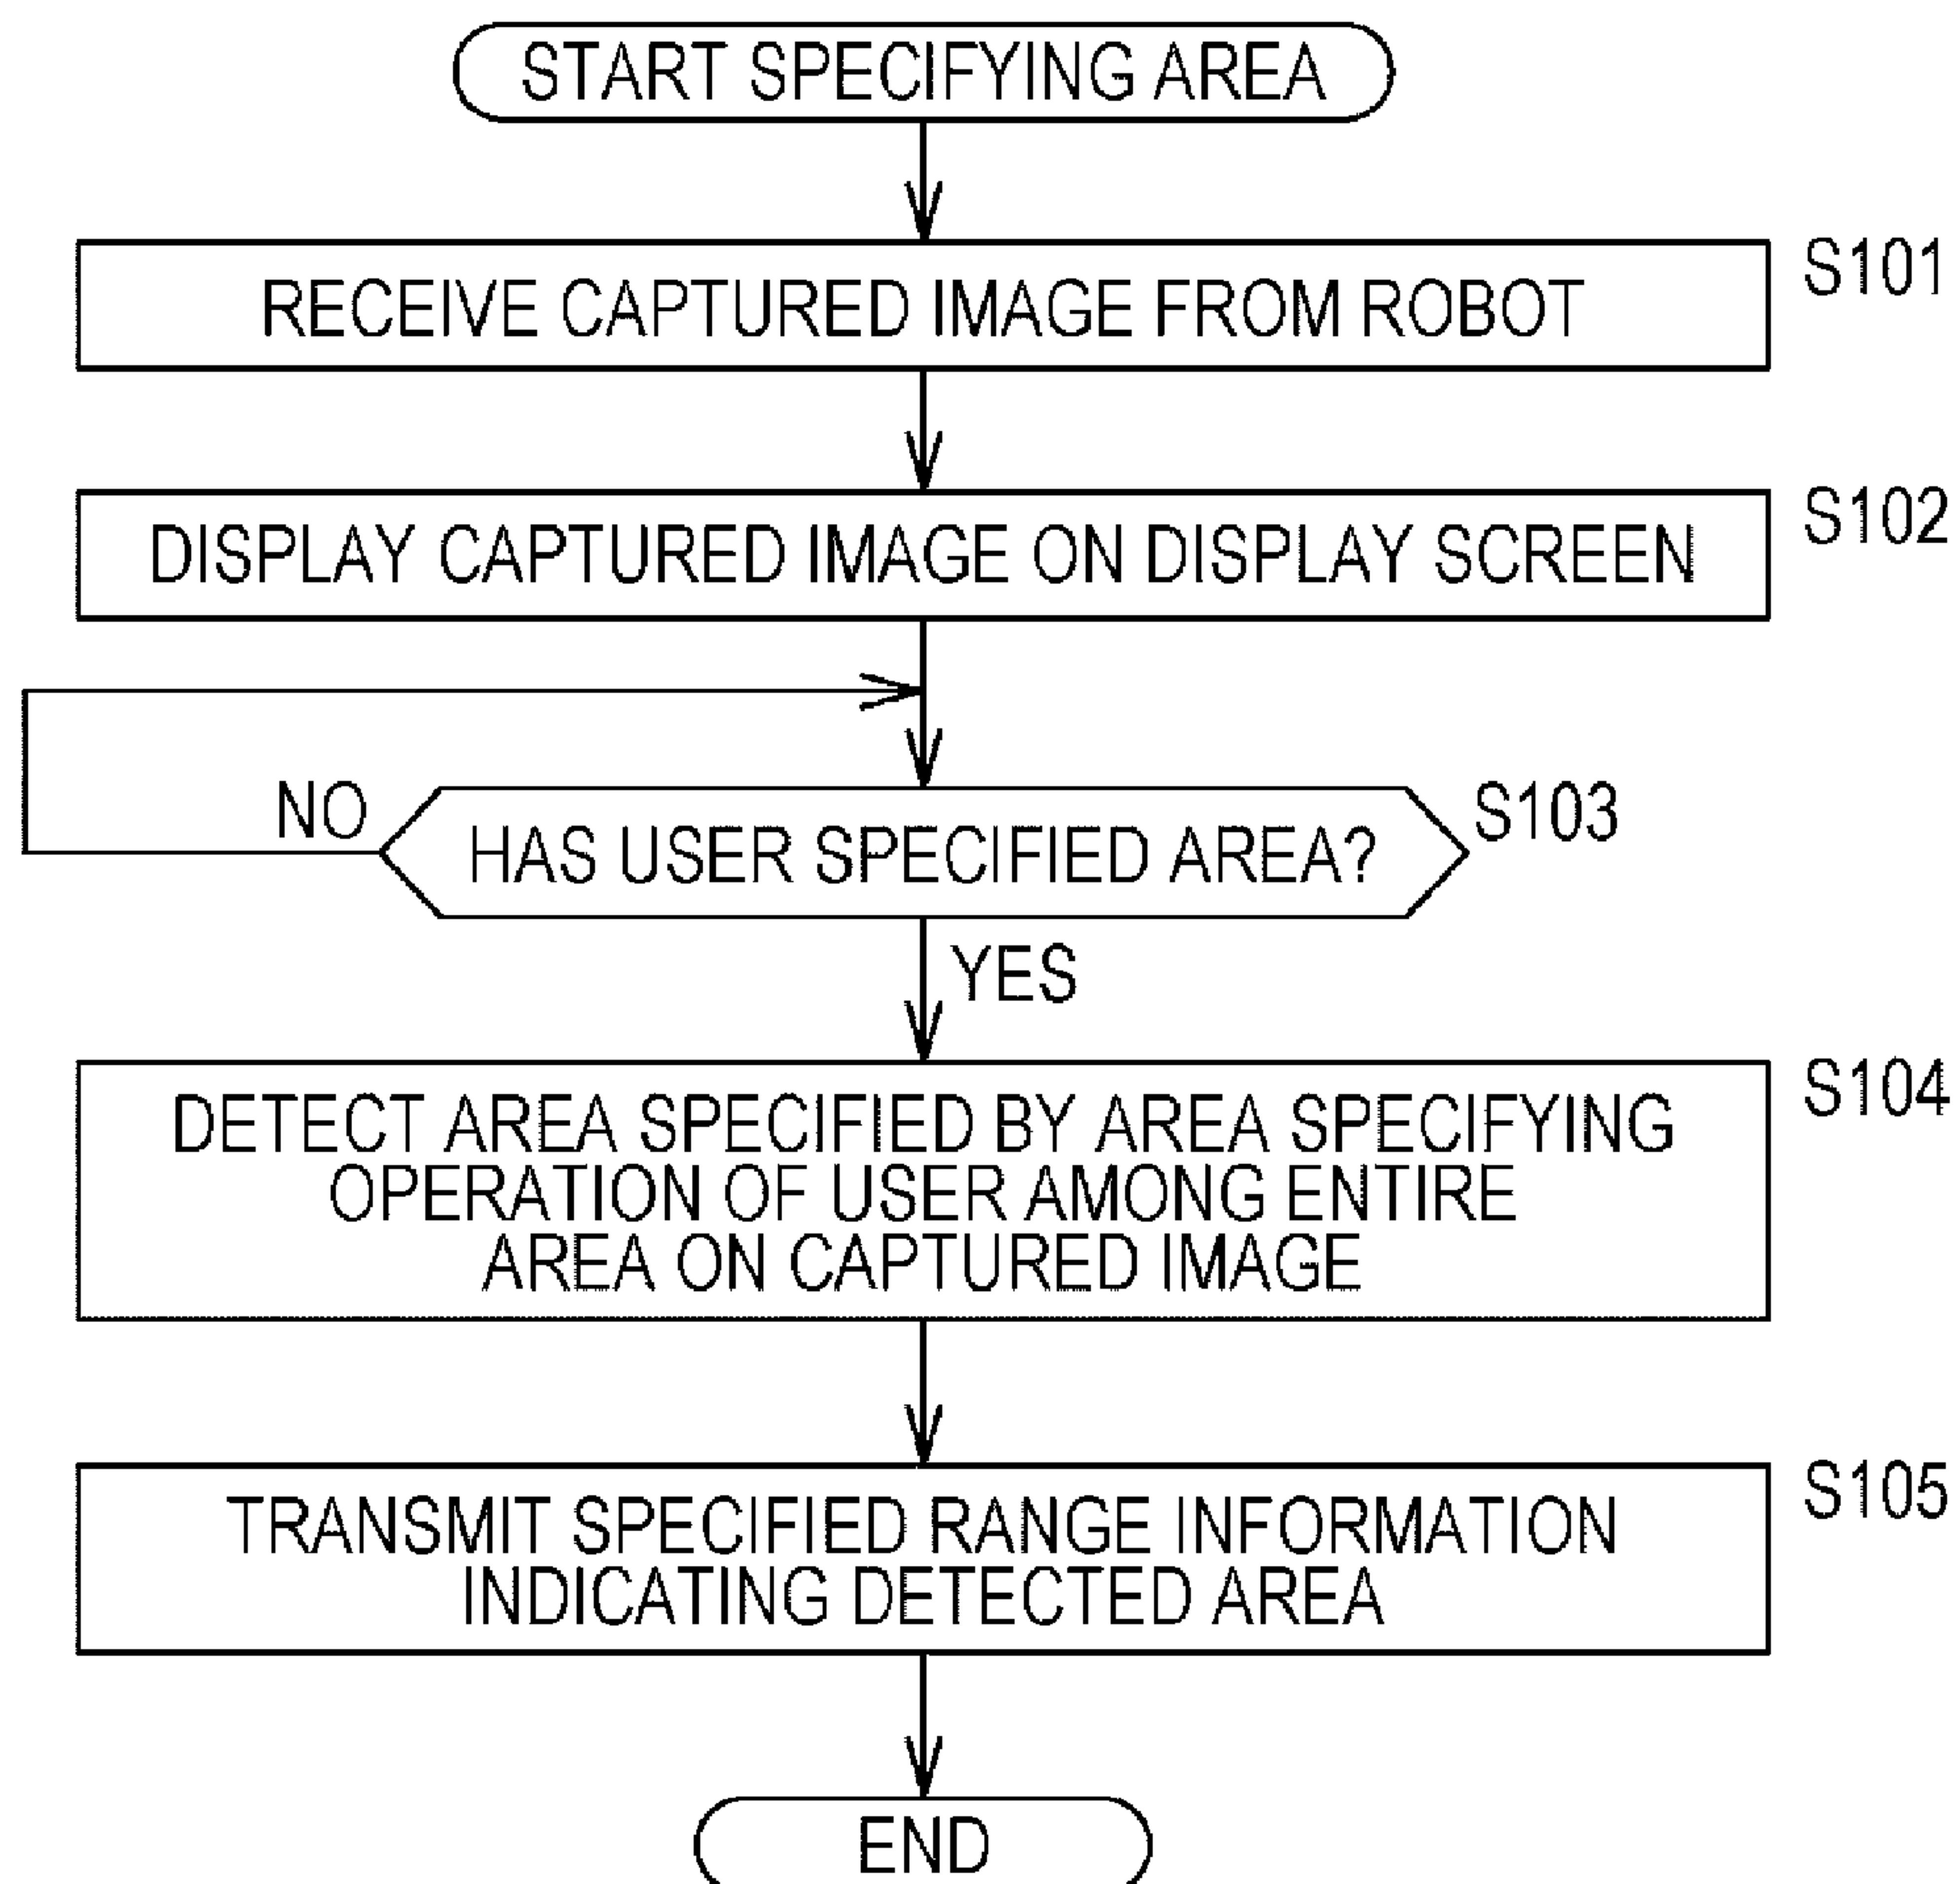 START SPECIFYING AREA
S101
RECEIVE CAPTURED IMAGE FROM ROBOT
S102
DISPLAY CAPTURED IMAGE ON DISPLAY SCREEN
NO
S103
HAS USER SPECIFIED AREA?
YES
S104
DETECT AREA SPECIFIED BY AREA SPECIFYING
OPERATION OF USER AMONG ENTIRE
AREA ON CAPTURED IMAGE
S105
TRANSMIT SPECIFIED RANGE INFORMATION
INDICATING DETECTED AREA
END